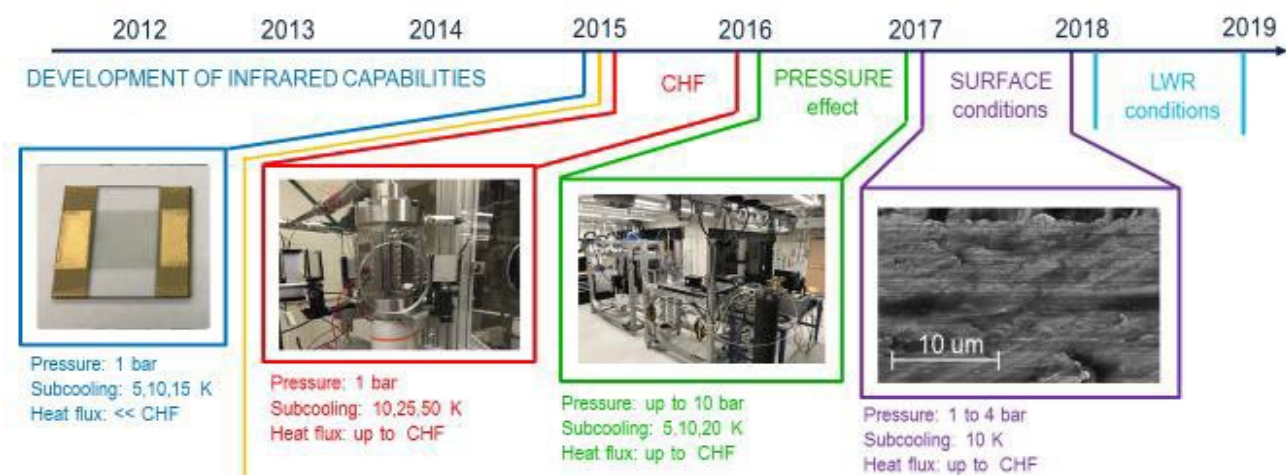 2012 2013 2014 2015 2016 2017 2018 2019
DEVELOPMENT OF INFRARED CAPABILITIES
CHF
PRESSURE
effect
SURFACE
conditions
LWR
conditions
Pressure: 1 bar
Subcooling: 5,10,15 K
Heat flux: << CHF
Pressure: 1 bar
Subcooling: 10,25,50 K
Heat flux: up to CHF
Pressure: up to 10 bar
Subcooling: 5,10,20 K
Heat flux: up to CHF
10 um
Pressure: 1 to 4 bar
Subcooling: 10 K
Heat flux: up to CHF